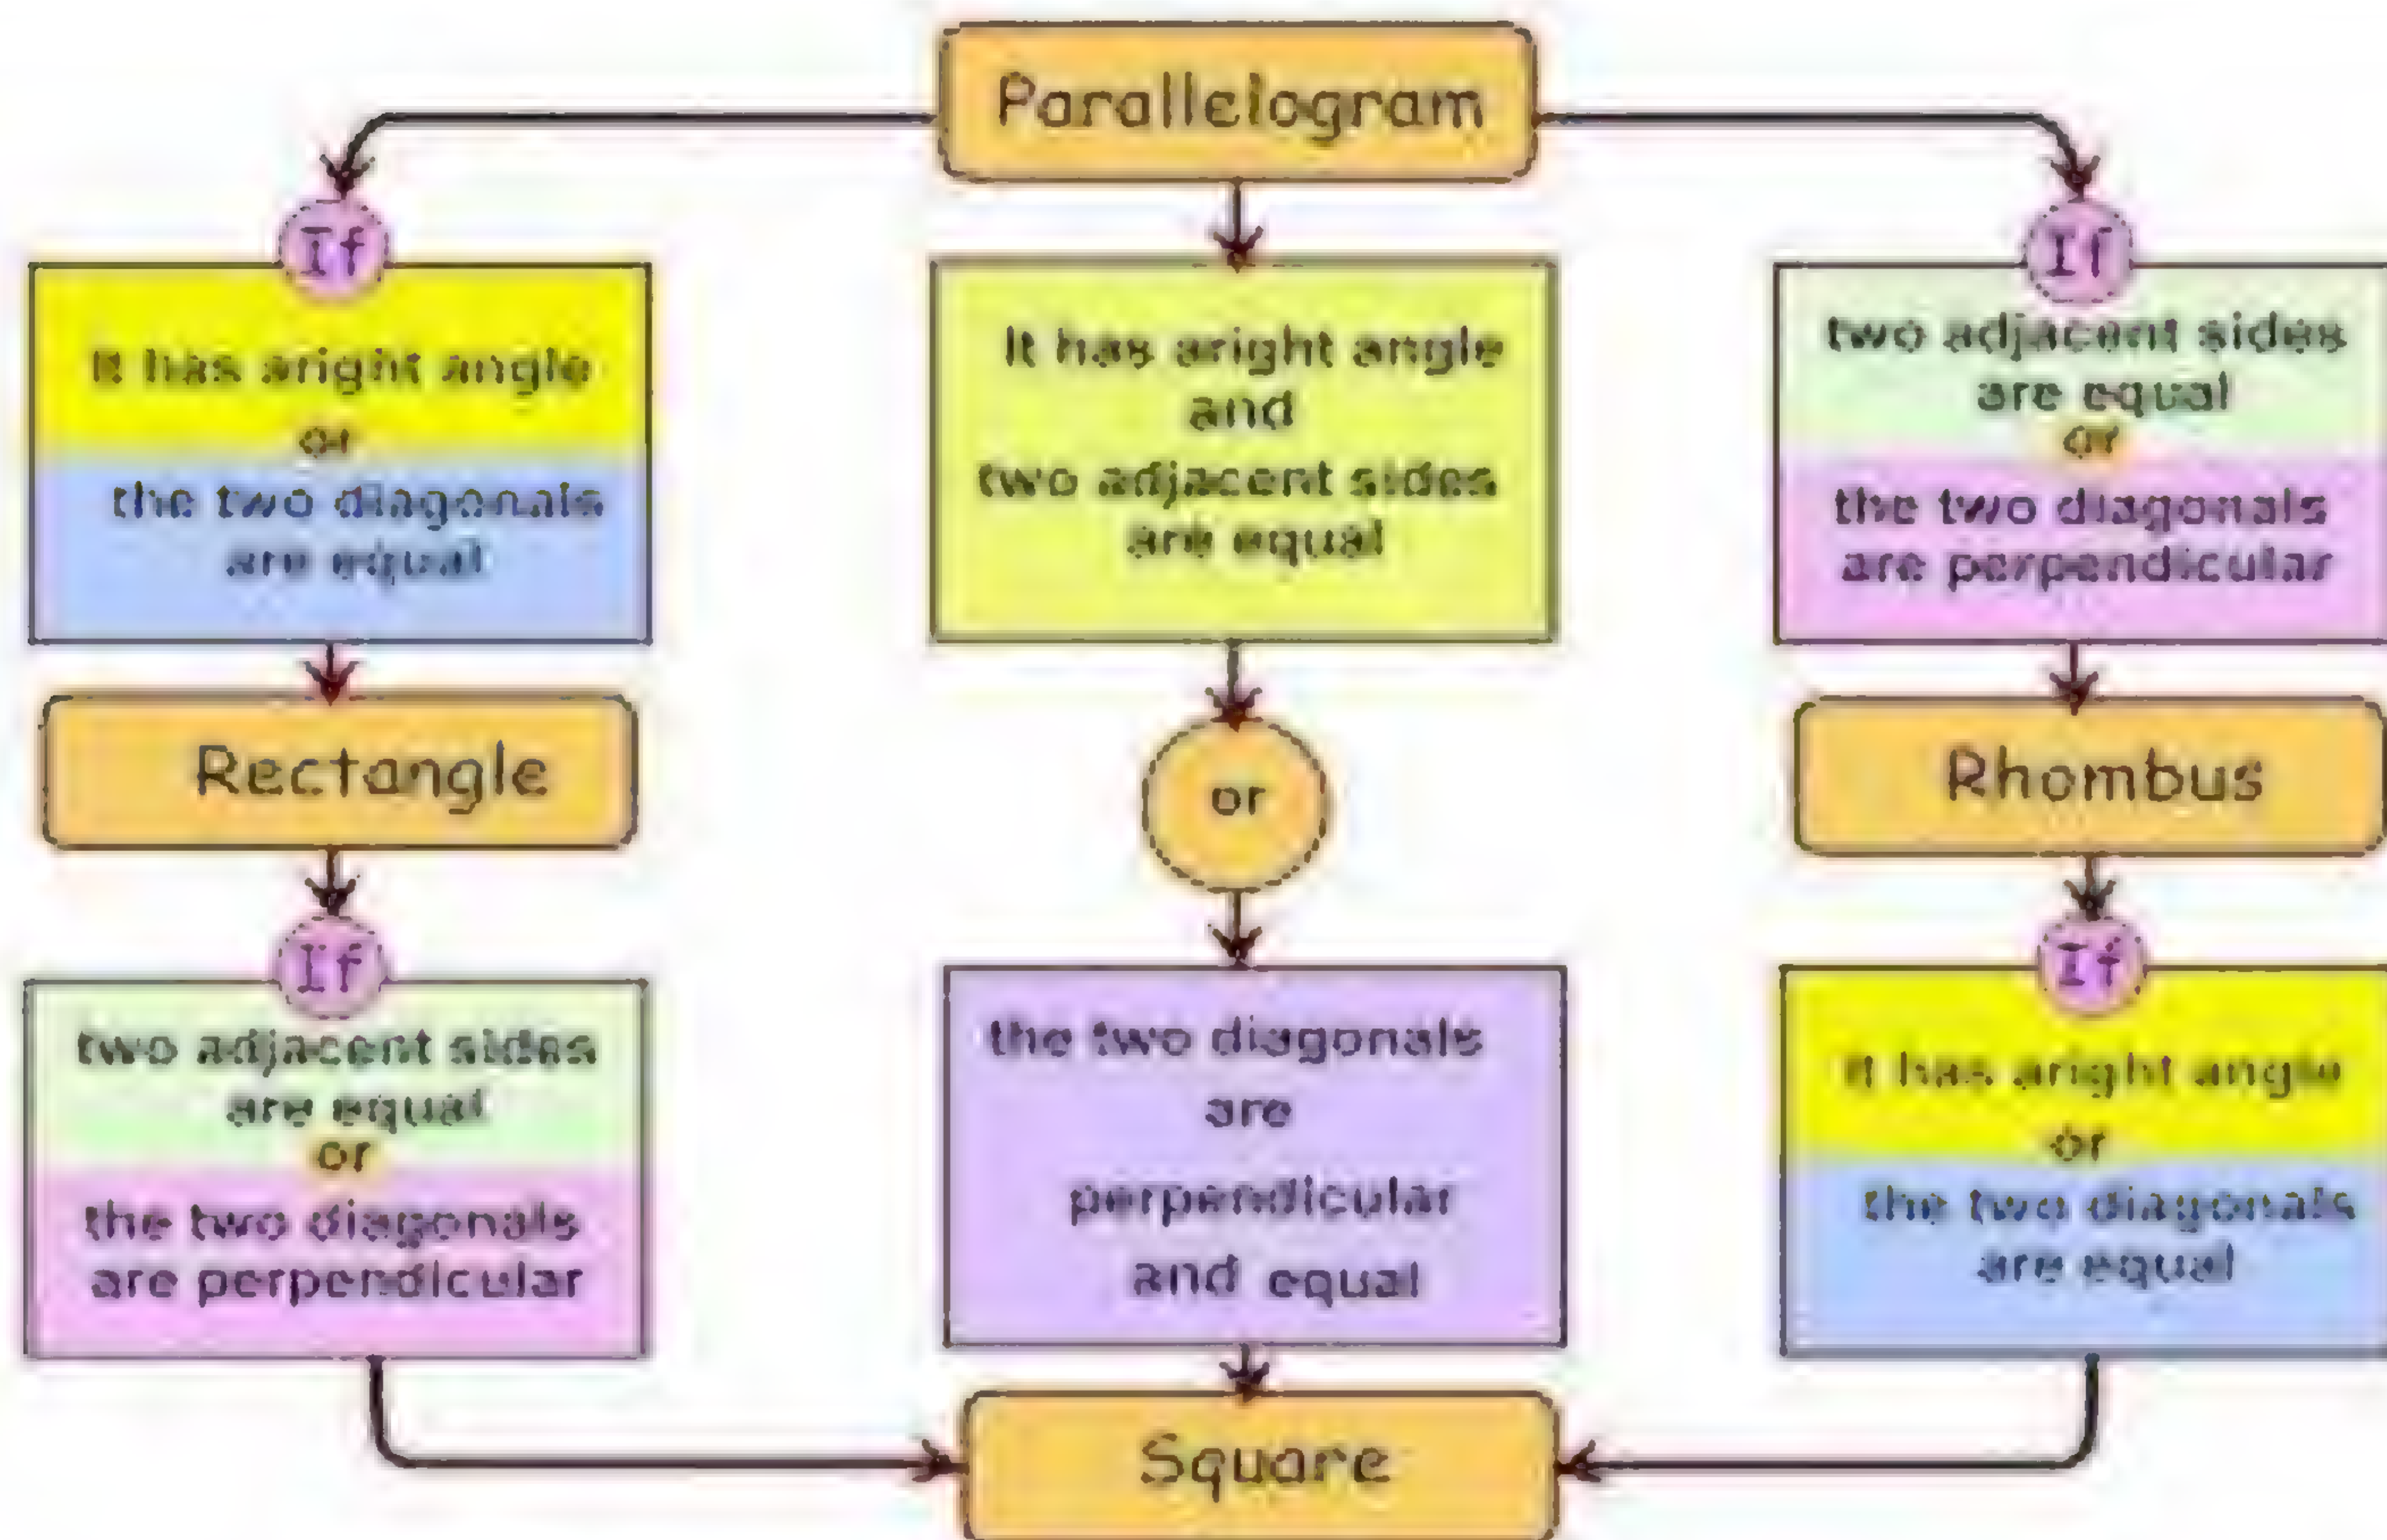 Parallelogram
If
It has aright angle
or
the two diagonals
are equal
Rectangle
If
two adjacent sides
are equal
or
the two diagonals
are perpendicular
It has aright angle
and
two adjacent sides
are equal
or
the two diagonals
are
perpendicular
and equal
If
two adjacent sides
are equal
or
the two diagonals
are perpendicular
Rhombus
If
It has aright angle
or
the two diagonals
are equal
Square